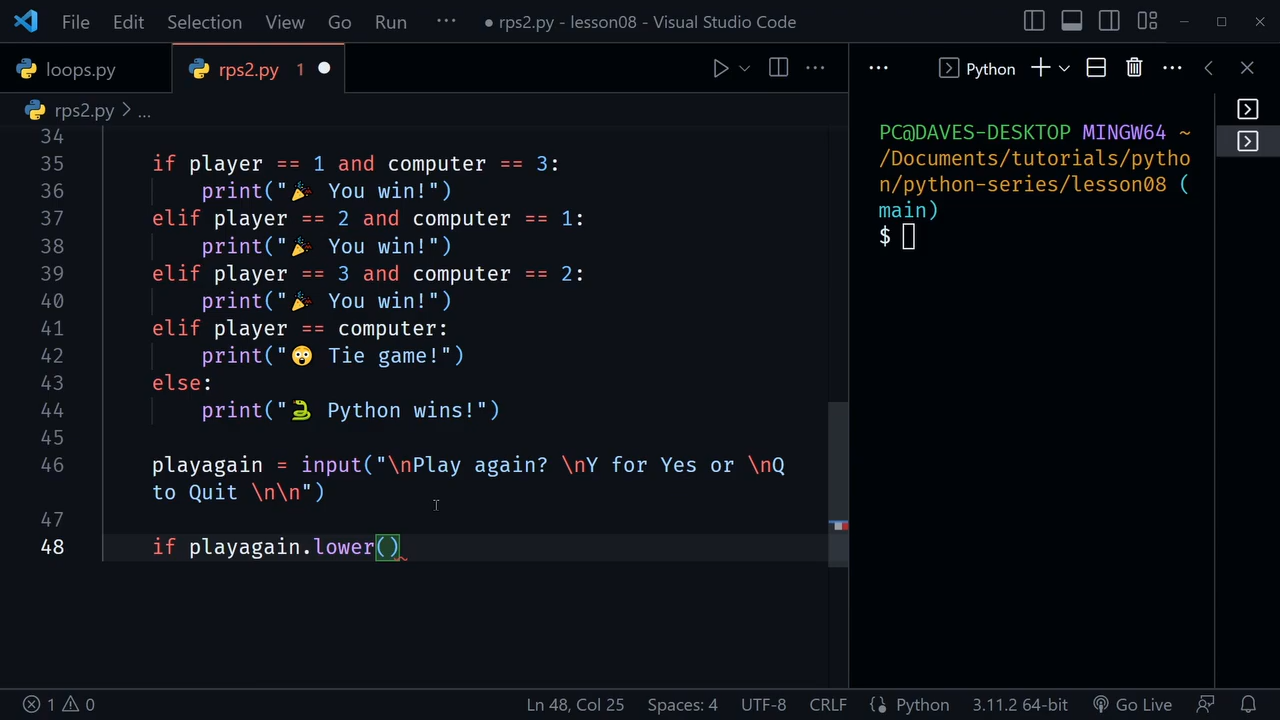 File Edit Selection View Go Run ··· ● rps2.py - lesson08 - Visual Studio Code
loops.py rps2.py 1 ●
rps2.py > ...
34
35 if player == 1 and computer == 3:
36 print("🎉 You win!")
37 elif player == 2 and computer == 1:
38 print("🎉 You win!")
39 elif player == 3 and computer == 2:
40 print("🎉 You win!")
41 elif player == computer:
42 print("😲 Tie game!")
43 else:
44 print("🐍 Python wins!")
45
46 playagain = input("\nPlay again? \nY for Yes or \nQ
to Quit \n\n")
47
48 if playagain.lower()
Python
PC@DAVES-DESKTOP MINGW64 ~
/Documents/tutorials/pytho
n/python-series/lesson08 (
main)
$
1 0 Ln 48, Col 25 Spaces: 4 UTF-8 CRLF Python 3.11.2 64-bit Go Live